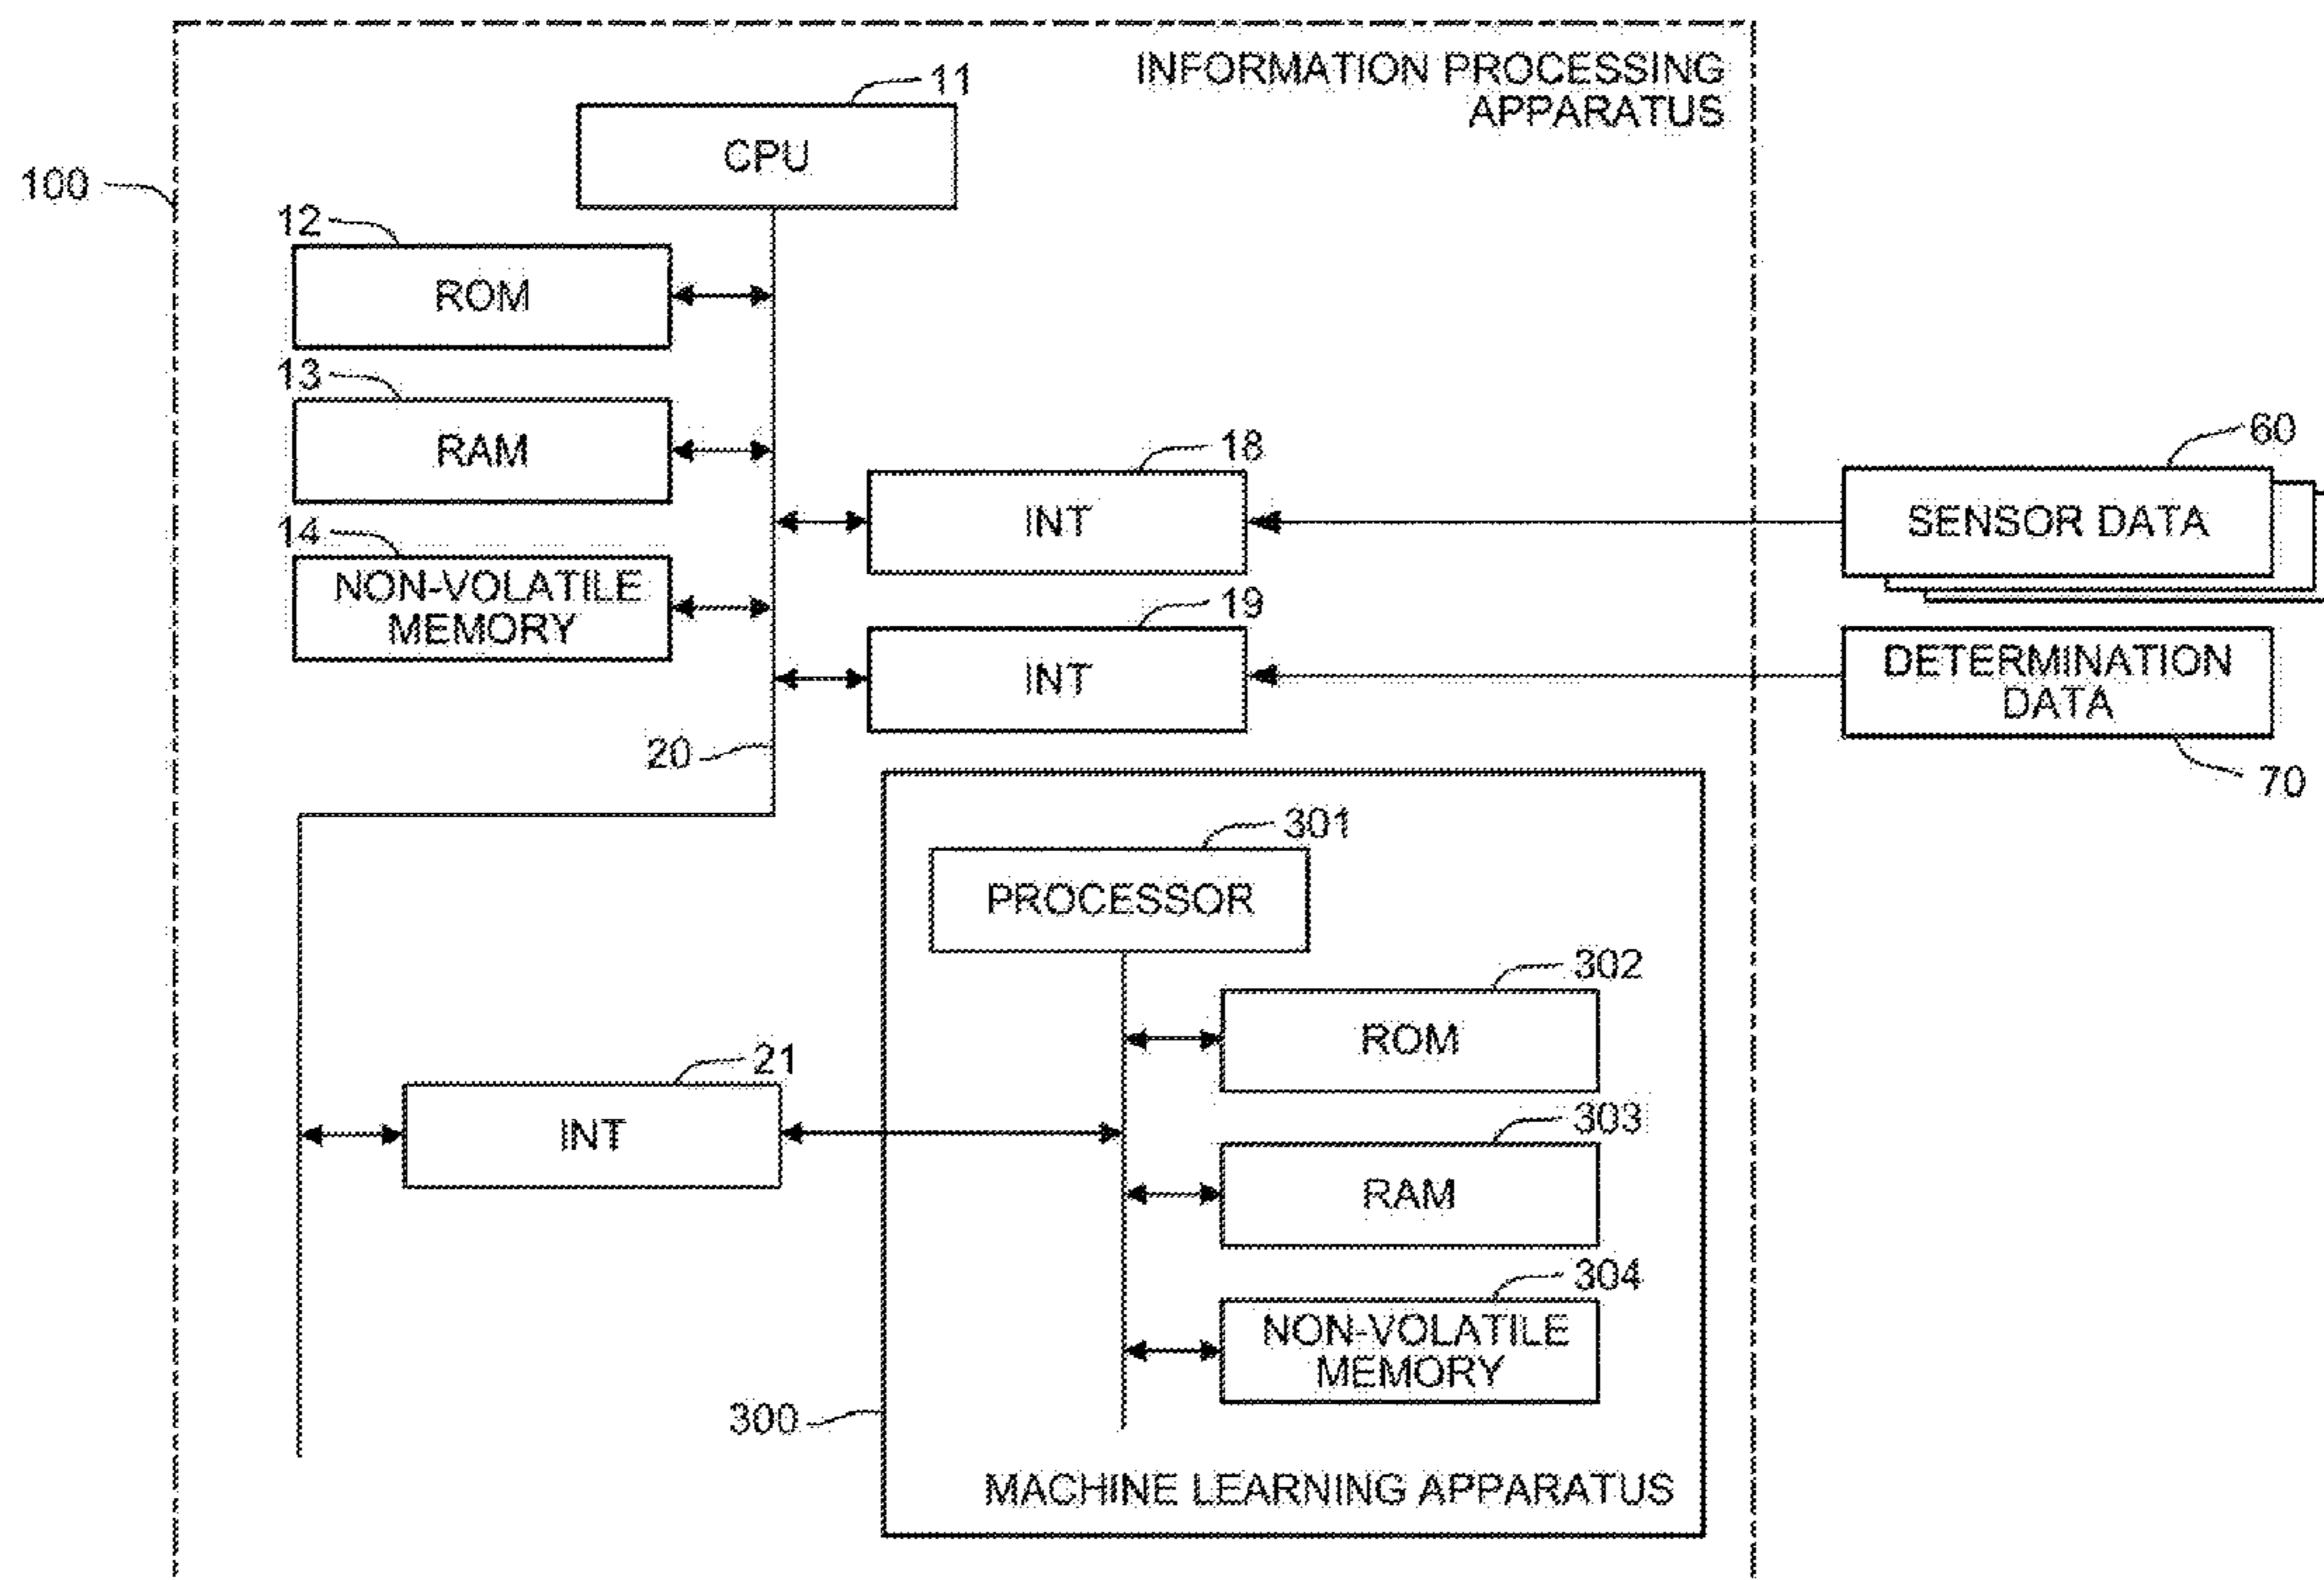 INFORMATION PROCESSING
APPARATUS
11
CPU
100
12
ROM
13
RAM
14
NON-VOLATILE
MEMORY
18
INT
60
SENSOR DATA
19
INT
DETERMINATION
DATA
70
20
301
PROCESSOR
302
ROM
21
INT
303
RAM
304
NON-VOLATILE
MEMORY
300
MACHINE LEARNING APPARATUS